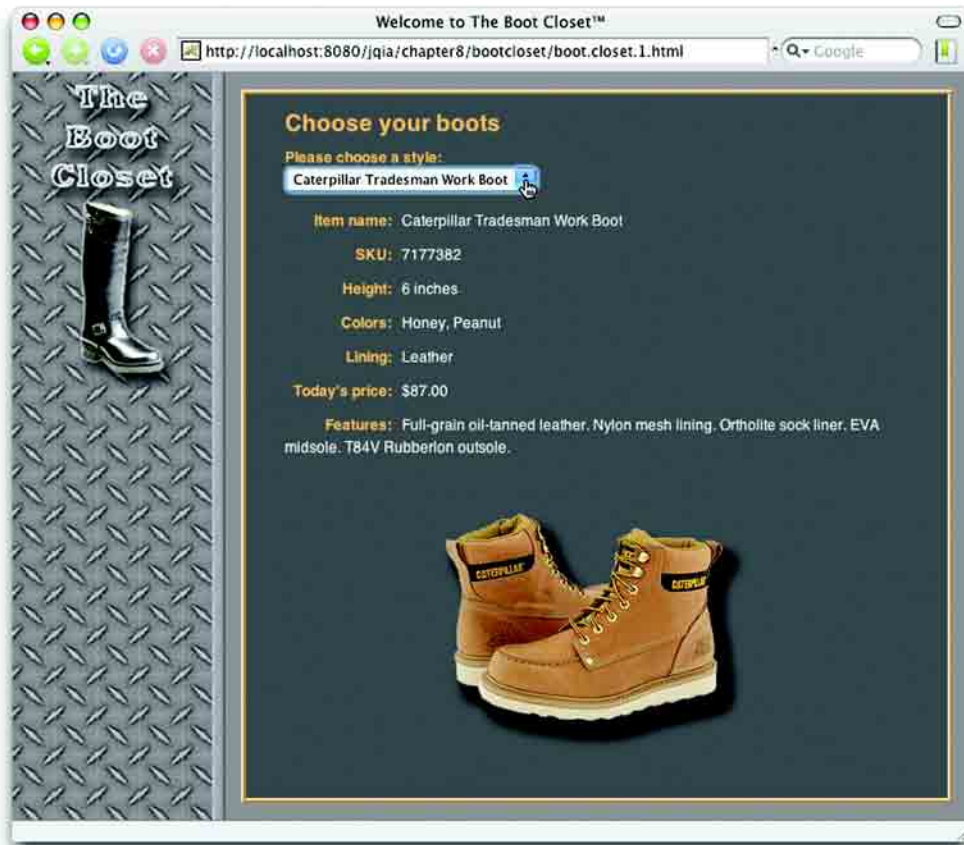 Welcome to The Boot Closet™
http://localhost:8080/jqia/chapter8/bootcloset/boot.closet.1.html
Google
The
Boot
Closet
Choose your boots
Please choose a style:
Caterpillar Tradesman Work Boot
Item name: Caterpillar Tradesman Work Boot
SKU: 7177382
Height: 6 inches
Colors: Honey, Peanut
Lining: Leather
Today's price: $87.00
Features: Full-grain oil-tanned leather. Nylon mesh lining. Ortholite sock liner. EVA
midsole. T84V Rubberlon outsole.
CATERPILLAR
CATERPILLAR